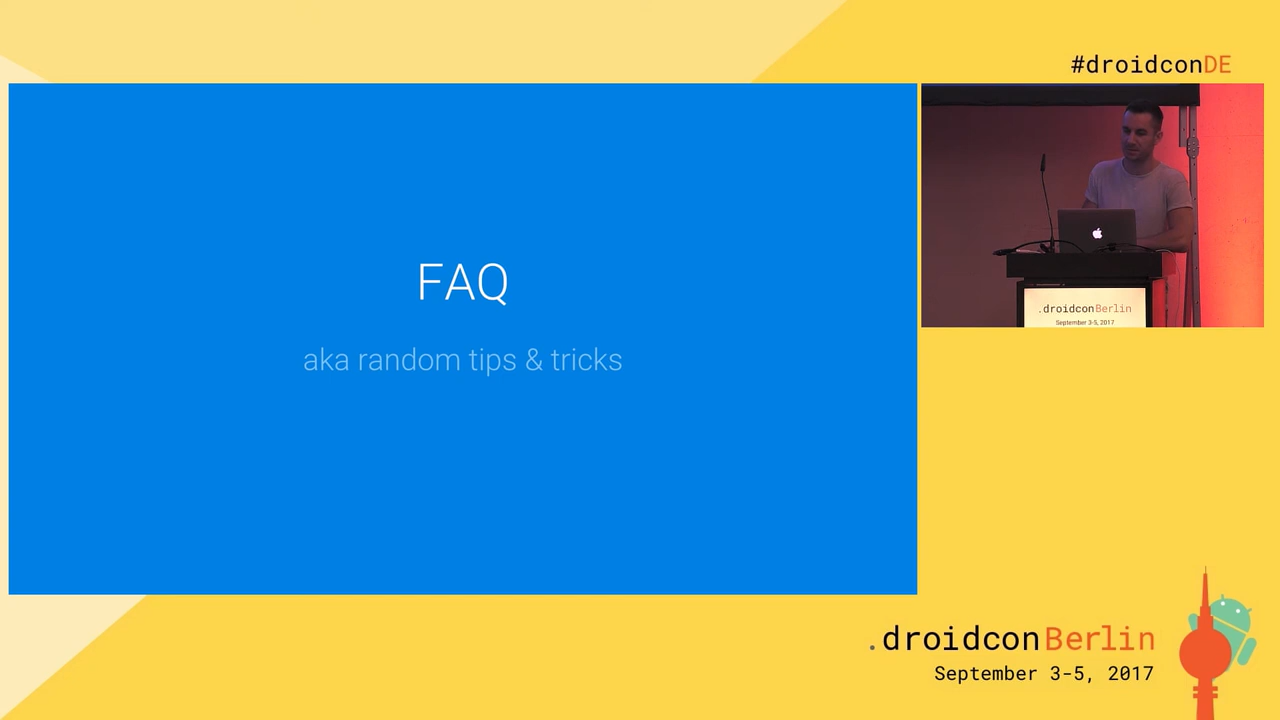 #droidconDE
FAQ
aka random tips & tricks
.droidconBerlin
September 3-5, 2017
.droidconBerlin
September 3-5, 2017